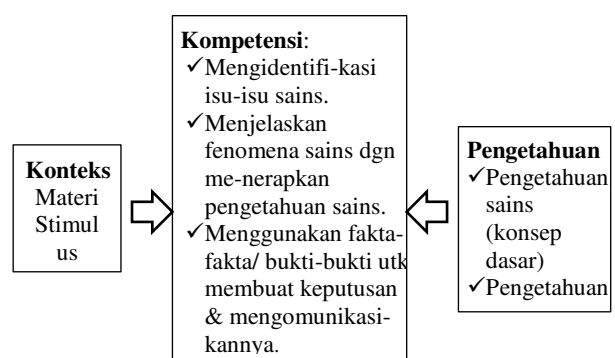 Konteks
Materi
Stimul
us
Kompetensi:
✓Mengidentifi-kasi
isu-isu sains.
✓Menjelaskan
fenomena sains dgn
me-nerapkan
pengetahuan sains.
✓Menggunakan fakta-
fakta/ bukti-bukti utk
membuat keputusan
& mengomunikasi-
kannya.
Pengetahuan
✓Pengetahuan
sains
(konsep
dasar)
✓Pengetahuan